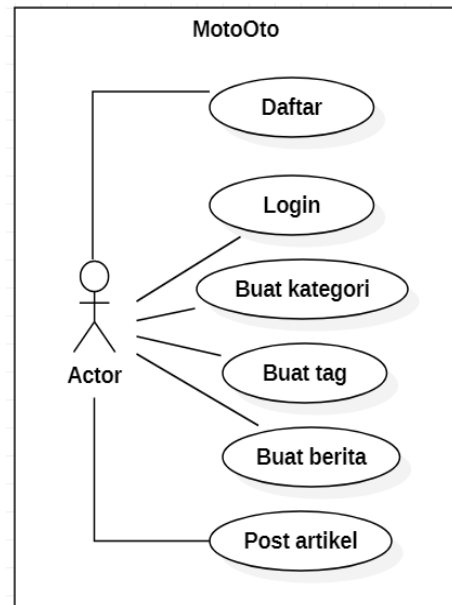 MotoOto
Daftar
Login
Buat kategori
Buat tag
Actor
Buat berita
Post artikel